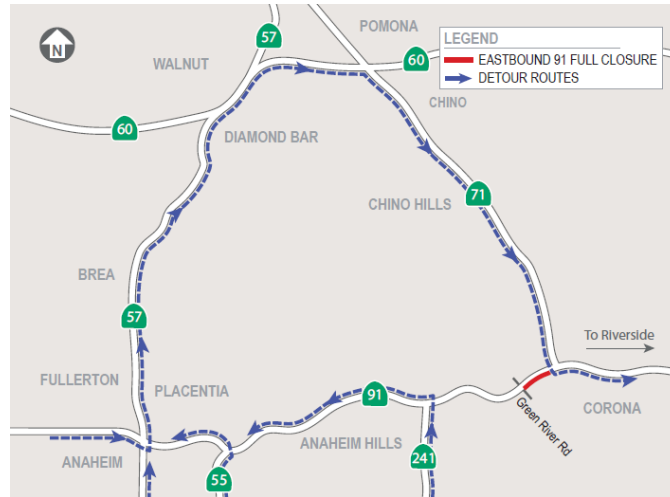 N
57
POMONA
LEGEND
EASTBOUND 91 FULL CLOSURE
DETOUR ROUTES
WALNUT
60
CHINO
60
DIAMOND BAR
71
CHINO HILLS
BREA
57
To Riverside
FULLERTON
PLACENTIA
91
CORONA
Green River Rd
ANAHEIM HILLS
ANAHEIM
241
55